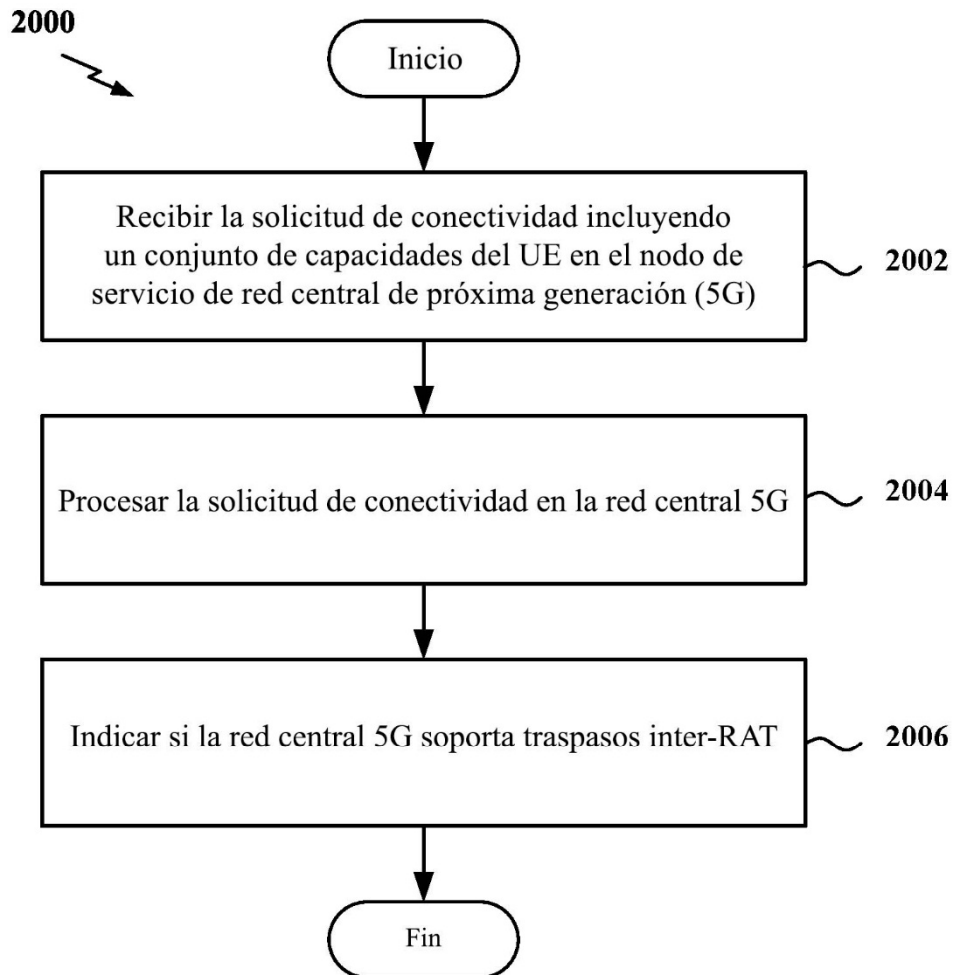 2000
Inicio
Recibir la solicitud de conectividad incluyendo
un conjunto de capacidades del UE en el nodo de
servicio de red central de próxima generación (5G)
2002
Procesar la solicitud de conectividad en la red central 5G
2004
Indicar si la red central 5G soporta traspasos inter-RAT
2006
Fin